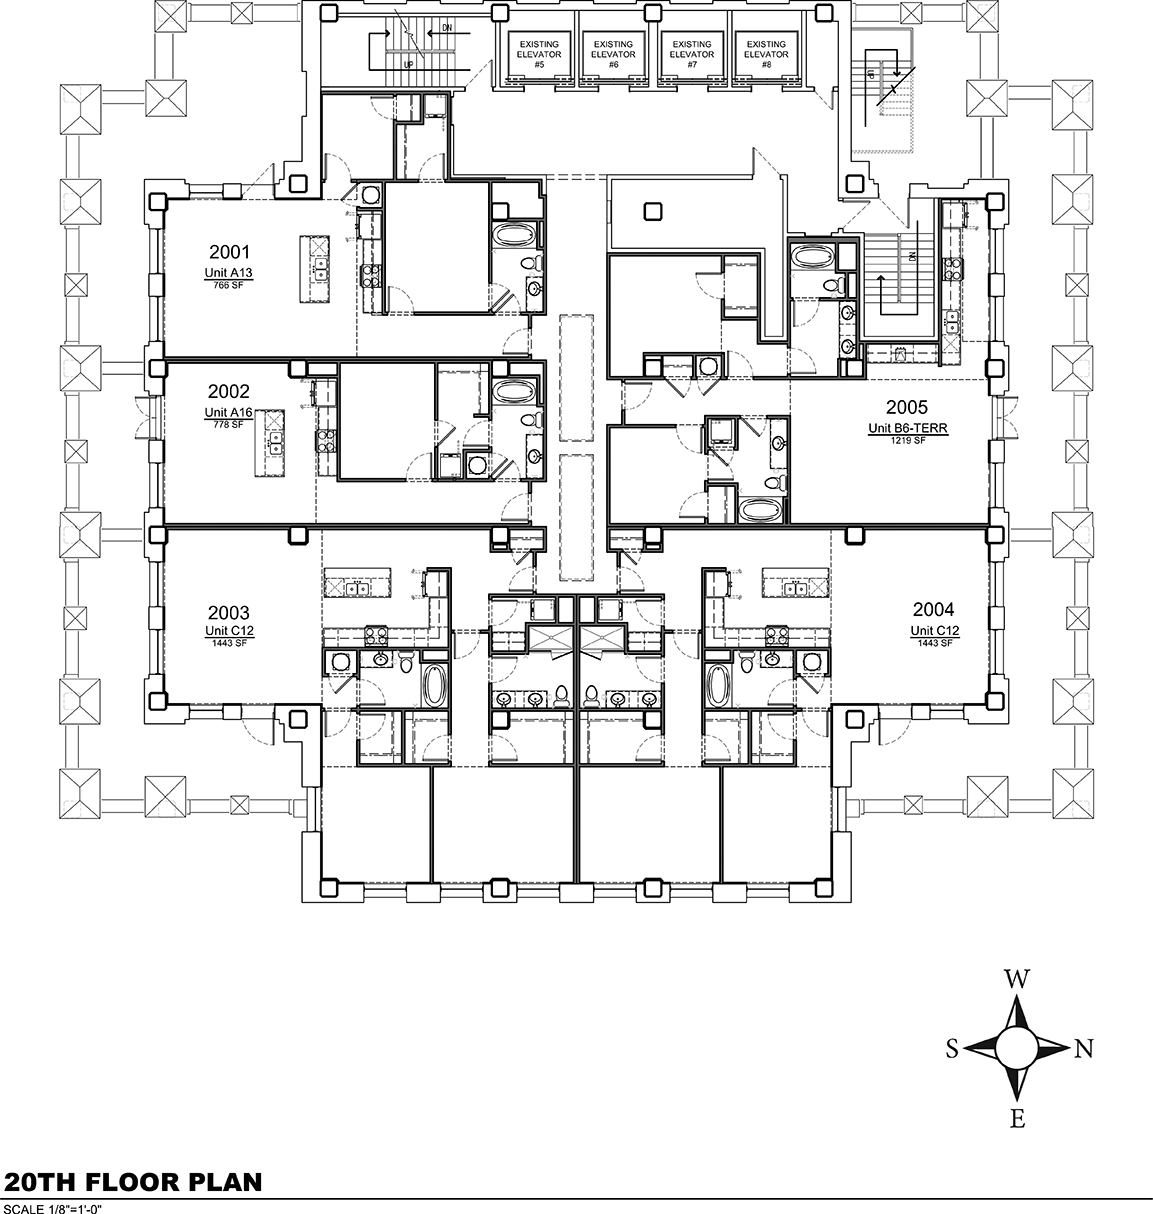 DN
UP
EXISTING
ELEVATOR
#5
EXISTING
ELEVATOR
#6
EXISTING
ELEVATOR
#7
EXISTING
ELEVATOR
#8
UP
DN
2001
Unit A13
766 SF
2002
Unit A16
778 SF
2005
Unit B6-TERR
1219 SF
2003
Unit C12
1443 SF
2004
Unit C12
1443 SF
W
S N
E
20TH FLOOR PLAN
SCALE 1/8"=1'-0"